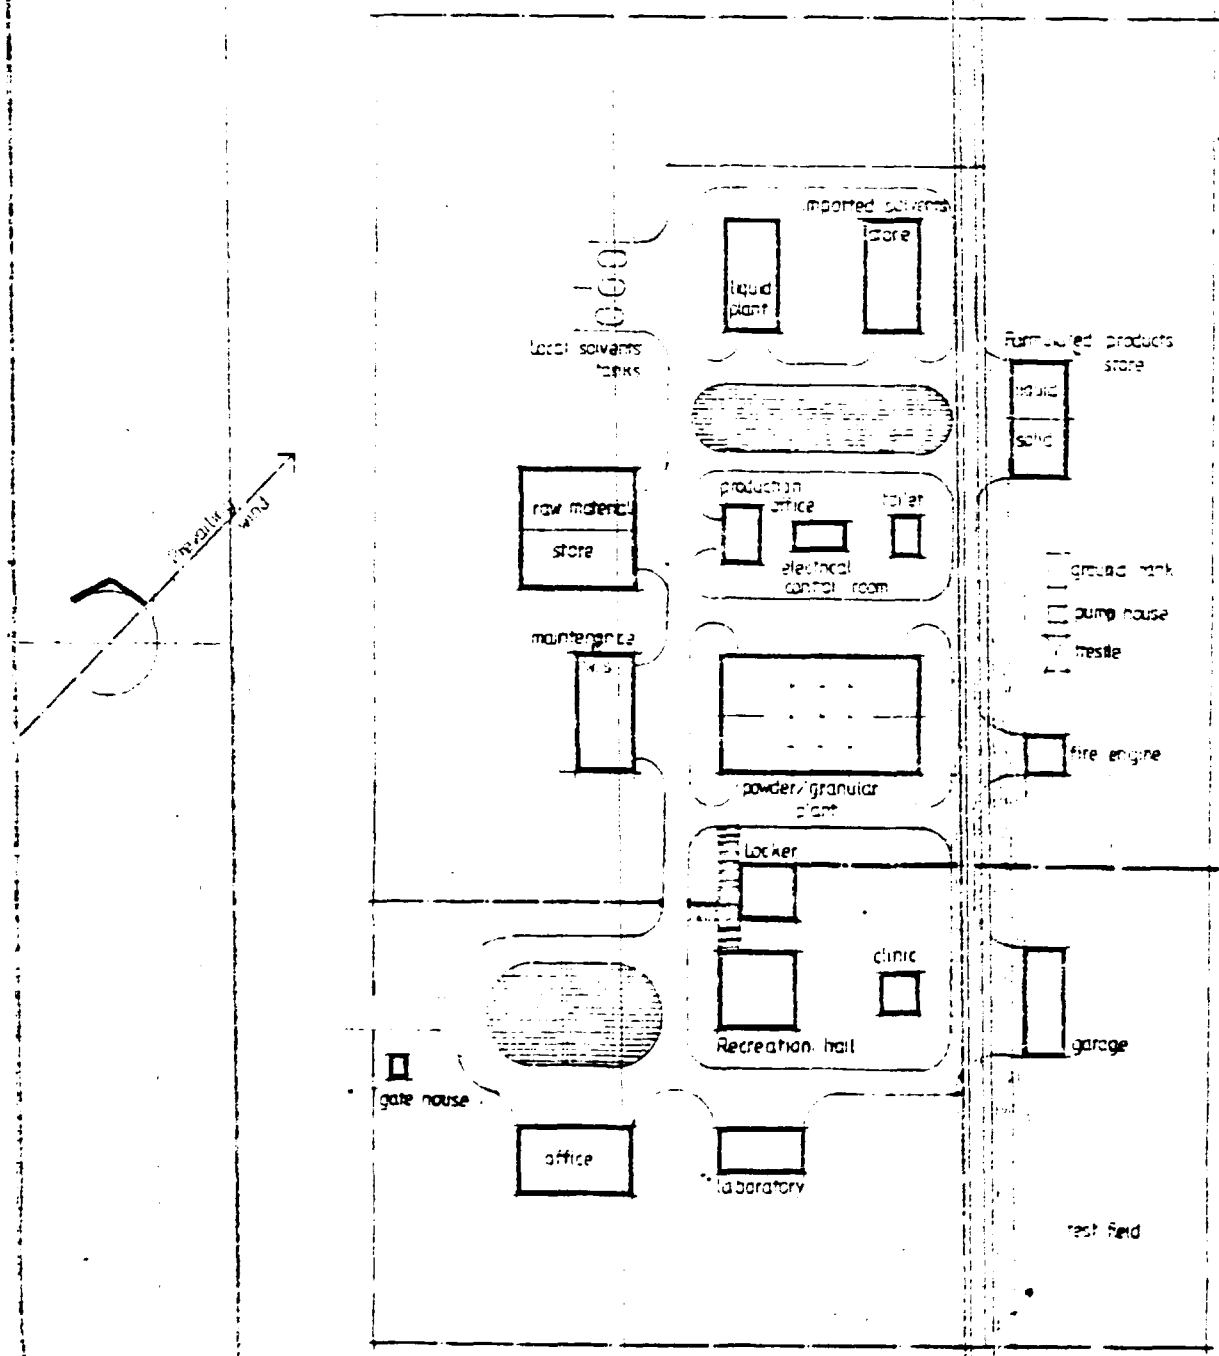 imported solvents
store
liquid
plant
Local solvents
tanks
Formulated products
store
liquid
solid
prevailing
wind
raw material
store
production
office
toilet
electrical
control room
ground tank
pump house
trestle
maintenance
fire engine
powder/granular
plant
Locker
clinic
Recreation hall
garage
gate house
office
laboratory
test field